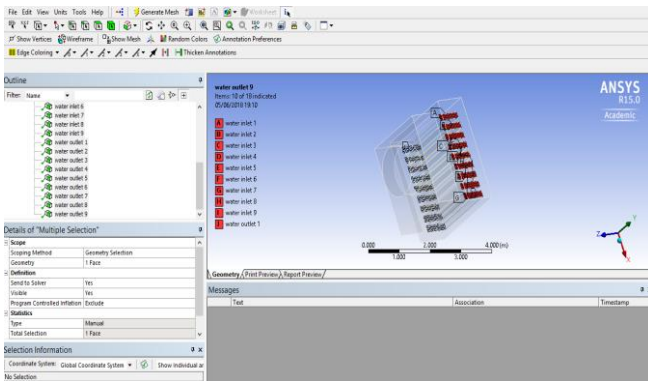 File Edit View Units Tools Help Generate Mesh Worksheet
Show Vertices Wireframe Show Mesh Random Colors Annotation Preferences
Edge Coloring Thicken Annotations
Outline
Filter: Name
water inlet 6
water inlet 7
water inlet 8
water inlet 9
water outlet 1
water outlet 2
water outlet 3
water outlet 4
water outlet 5
water outlet 6
water outlet 7
water outlet 8
water outlet 9
Details of "Multiple Selection"
Scope
Scoping Method Geometry Selection
Geometry 1 Face
Definition
Send to Solver Yes
Visible Yes
Program Controlled Inflation Exclude
Statistics
Type Manual
Total Selection 1 Face
Selection Information
Coordinate System: Global Coordinate System Show Individual
No Selection
water outlet 9
Items: 10 of 18 indicated
05/06/2018 19:10
A water inlet 1
B water inlet 2
C water inlet 3
D water inlet 4
E water inlet 5
F water inlet 6
G water inlet 7
H water inlet 8
I water inlet 9
J water outlet 1
ANSYS
R15.0
Academic
A
C
G
Y
Z
X
0.000 2.000 4.000 (m)
1.000 3.000
Geometry Print Preview Report Preview
Messages
Text Association Timestamp